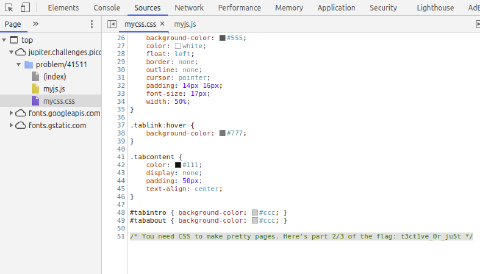 Elements Console Sources Network Performance Memory Application Security Lighthouse AdB
Page » mycss.css × myjs.js
top
jupiter.challenges.pico
problem/41511
(index)
myjs.js
mycss.css
fonts.googleapis.com
fonts.gstatic.com
26 background-color: #555;
27 color: white;
28 float: left;
29 border: none;
30 outline: none;
31 cursor: pointer;
32 padding: 14px 16px;
33 font-size: 17px;
34 width: 50%;
35 }
36
37 .tablink:hover {
38 background-color: #777;
39 }
40
41 .tabcontent {
42 color: #111;
43 display: none;
44 padding: 50px;
45 text-align: center;
46 }
47
48 #tabintro { background-color: #ccc; }
49 #tababout { background-color: #ccc; }
50
51 /* You need CSS to make pretty pages. Here's part 2/3 of the flag: t3ct1ve_0r_ju5t */